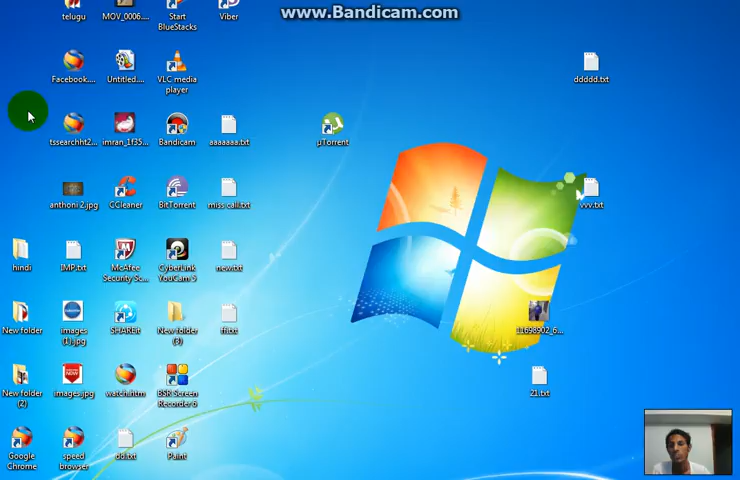 www.Bandicam.com
telugu
MOV_0006....
Start
BlueStacks
Viber
Facebook....
Untitled....
VLC media
player
ddddd.txt
tssearchht2...
imran_1f35...
Bandicam
aaaaaaa.txt
µTorrent
anthoni 2.jpg
CCleaner
BitTorrent
miss call.txt
vvv.txt
hindi
IMP.txt
McAfee
Security Sc...
CyberLink
YouCam 5
new.txt
New folder
images
(1).jpg
SHAREit
New folder
(3)
ff.txt
11698902_6...
New folder
(2)
images.jpg
watch.htm
BSR Screen
Recorder 6
21.txt
Google
Chrome
speed
browser
dd.txt
Paint